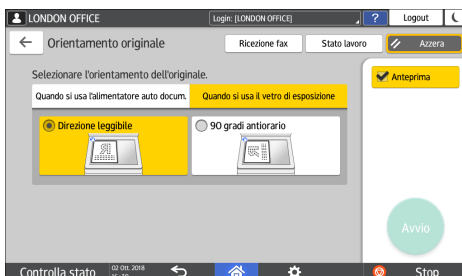 LONDON OFFICE Login: [LONDON OFFICE] ? Logout
Orientamento originale Ricezione fax Stato lavoro Azzera
Selezionare l'orientamento dell'originale. Anteprima
Quando si usa l'alimentatore auto docum. Quando si usa il vetro di esposizione
Direzione leggibile 90 gradi antiorario
Avvio
Controlla stato 02 Ott. 2018 Stop